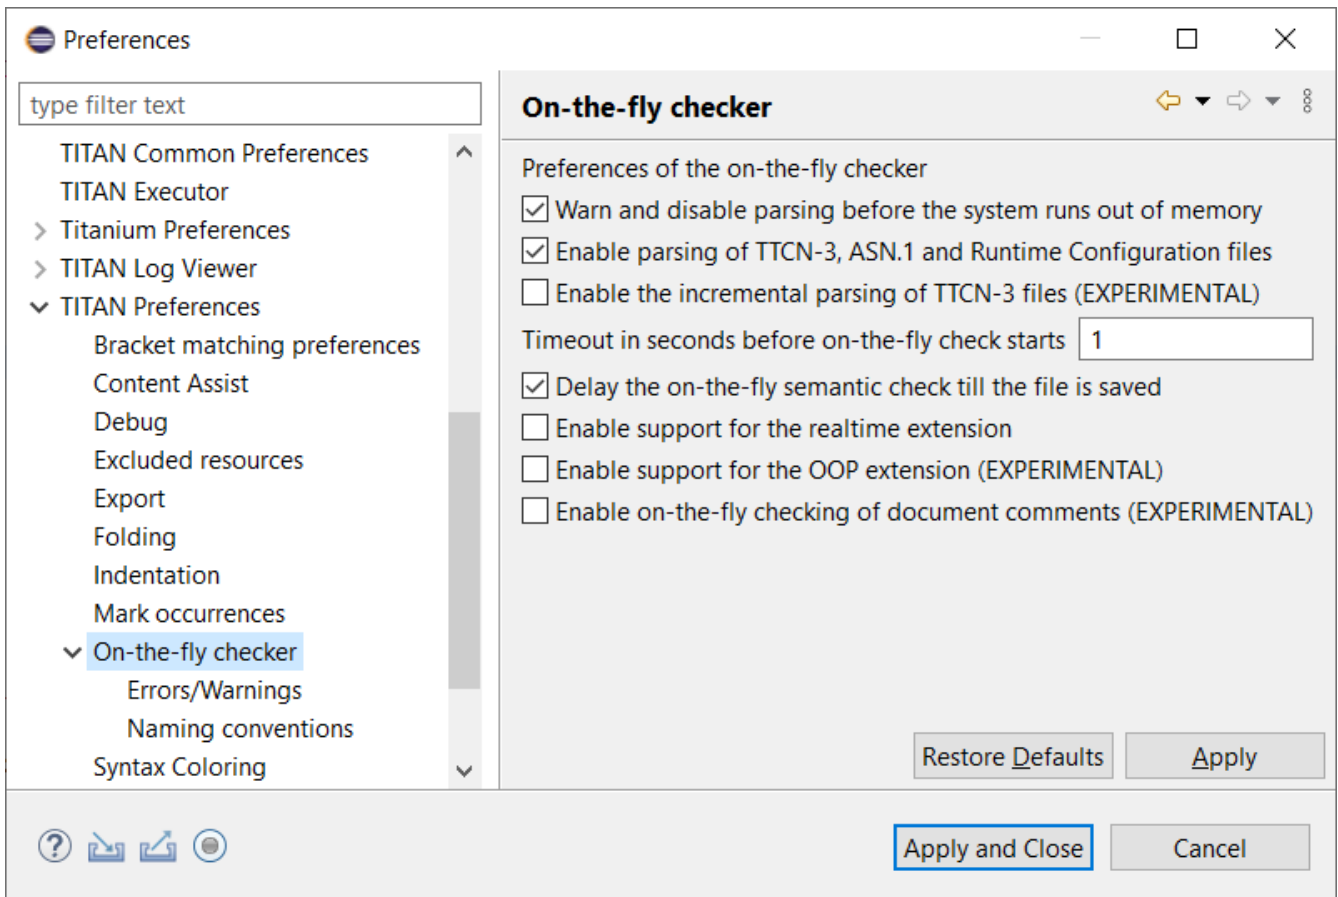 Preferences
type filter text
TITAN Common Preferences
TITAN Executor
Titanium Preferences
TITAN Log Viewer
TITAN Preferences
Bracket matching preferences
Content Assist
Debug
Excluded resources
Export
Folding
Indentation
Mark occurrences
On-the-fly checker
Errors/Warnings
Naming conventions
Syntax Coloring
On-the-fly checker
Preferences of the on-the-fly checker
Warn and disable parsing before the system runs out of memory
Enable parsing of TTCN-3, ASN.1 and Runtime Configuration files
Enable the incremental parsing of TTCN-3 files (EXPERIMENTAL)
Timeout in seconds before on-the-fly check starts 1
Delay the on-the-fly semantic check till the file is saved
Enable support for the realtime extension
Enable support for the OOP extension (EXPERIMENTAL)
Enable on-the-fly checking of document comments (EXPERIMENTAL)
Restore Defaults Apply
Apply and Close Cancel